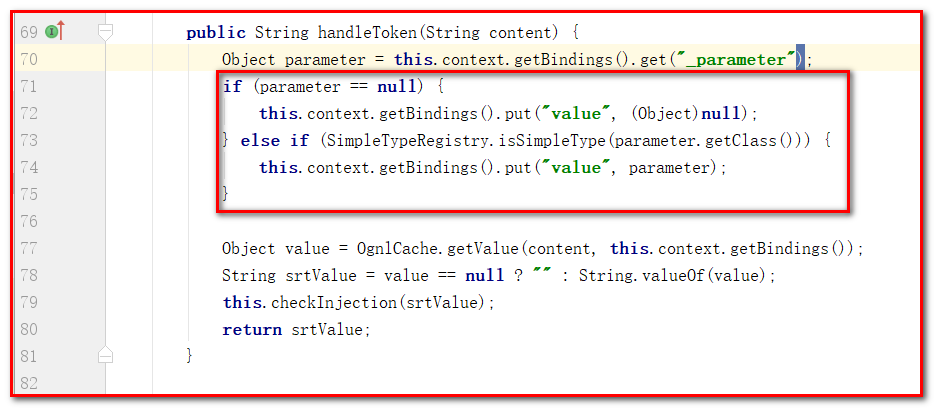 69 public String handleToken(String content) {
70 Object parameter = this.context.getBindings().get("_parameter");
71 if (parameter == null) {
72 this.context.getBindings().put("value", (Object)null);
73 } else if (SimpleTypeRegistry.isSimpleType(parameter.getClass())) {
74 this.context.getBindings().put("value", parameter);
75 }
76
77 Object value = OgnlCache.getValue(content, this.context.getBindings());
78 String srtValue = value == null ? "" : String.valueOf(value);
79 this.checkInjection(srtValue);
80 return srtValue;
81 }
82